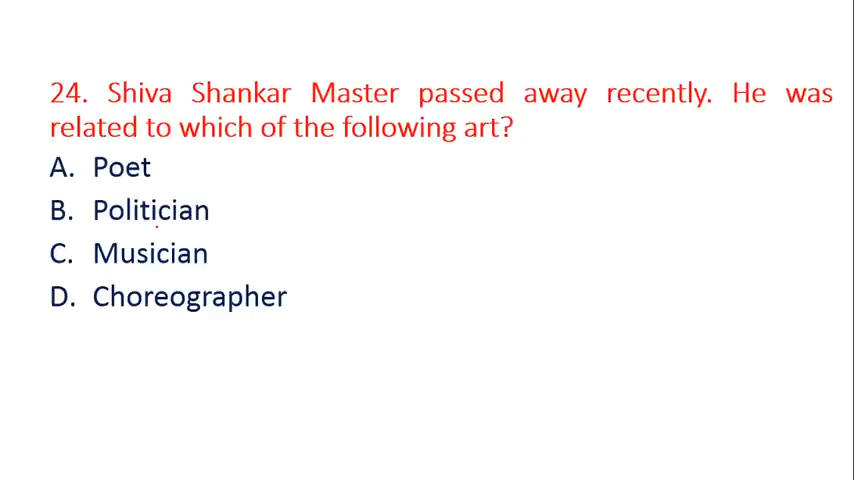 24. Shiva Shankar Master passed away recently. He was
related to which of the following art?
A. Poet
B. Politician
C. Musician
D. Choreographer